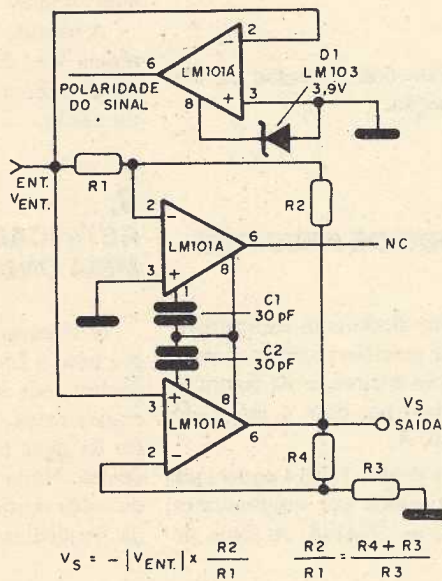 2
6
LM101A
D1
LM103
3,9V
POLARIDADE
DO SINAL
8
3
ENT.
VENT.
R1
2
R2
LM101A
6
NC
3
1
8
C1
30 pF
C2
30 pF
1
8
3
LM101A
6
VS
SAÍDA
2
R4
R3
VS = - |VENT.| x R2/R1
R2/R1 = R4 + R3/R3